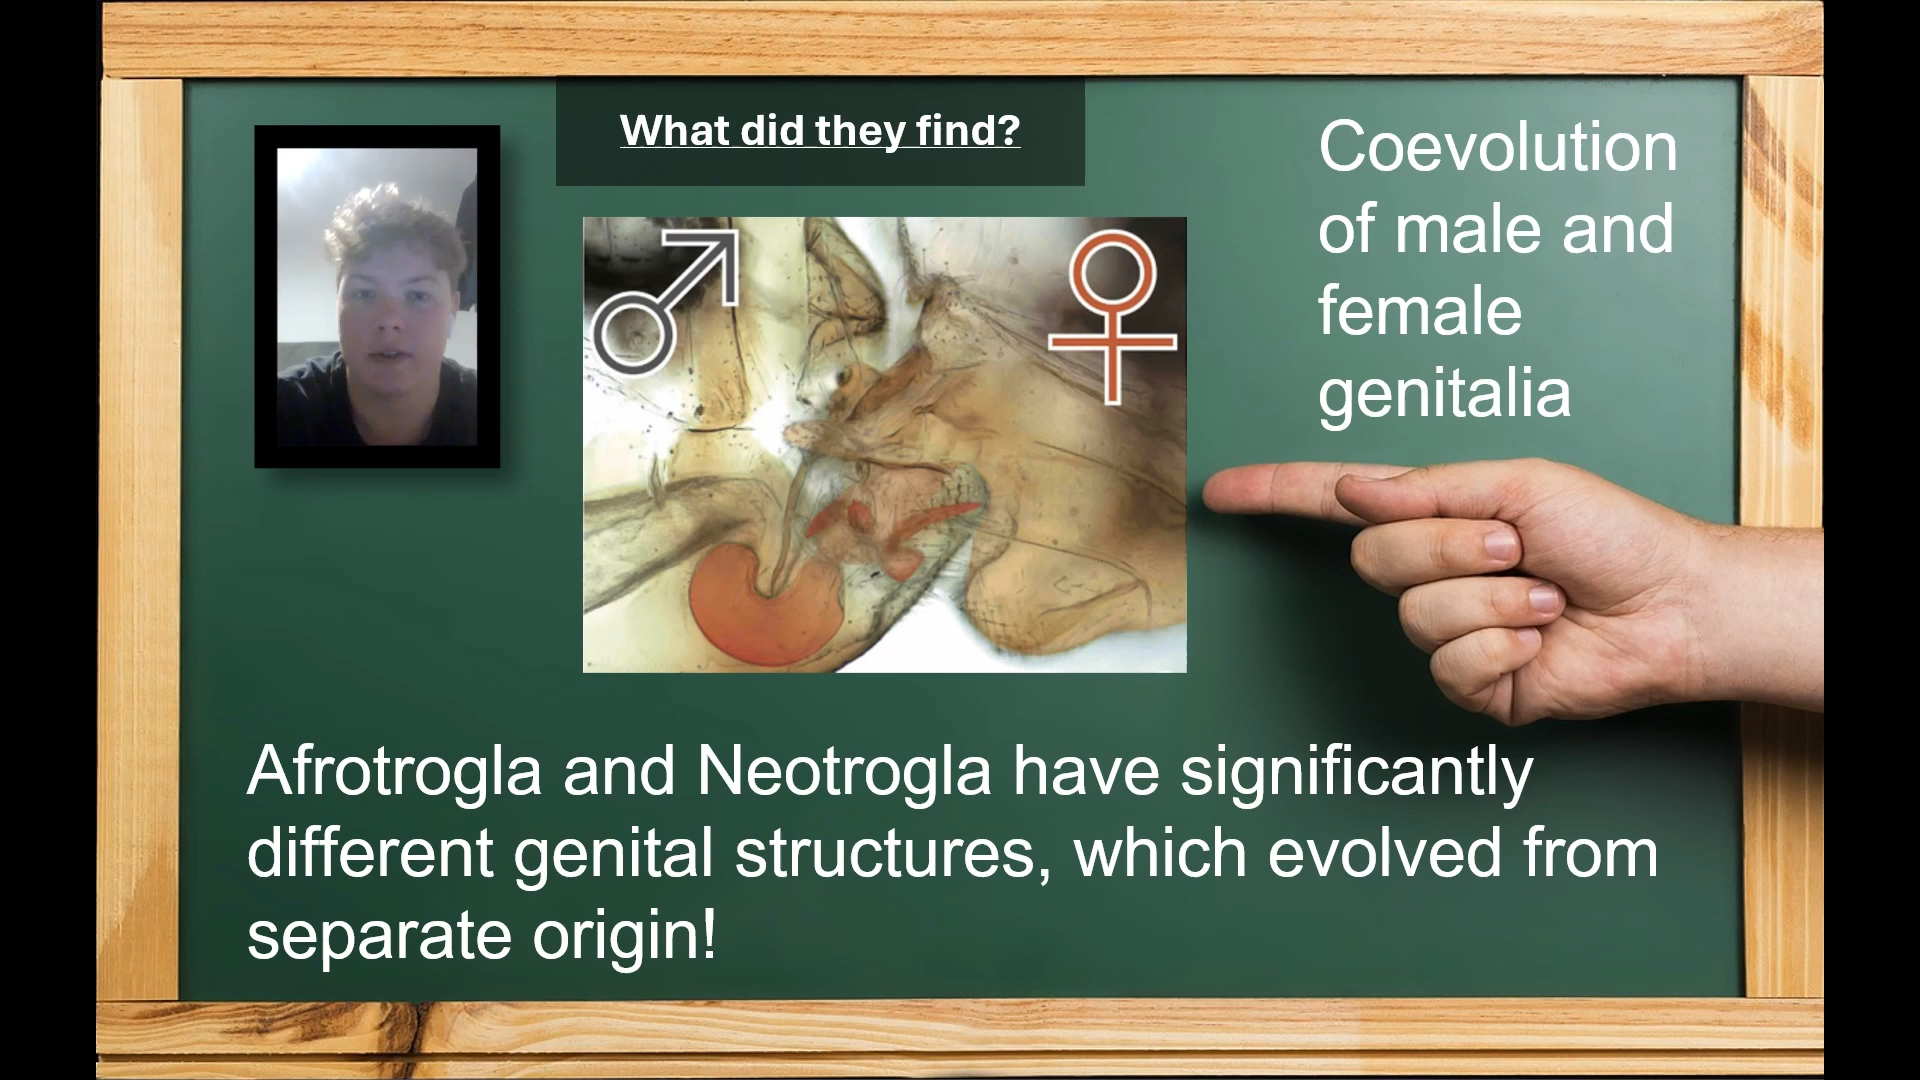 What did they find?
Coevolution
of male and
female
genitalia
Afrotrogla and Neotrogla have significantly
different genital structures, which evolved from
separate origin!